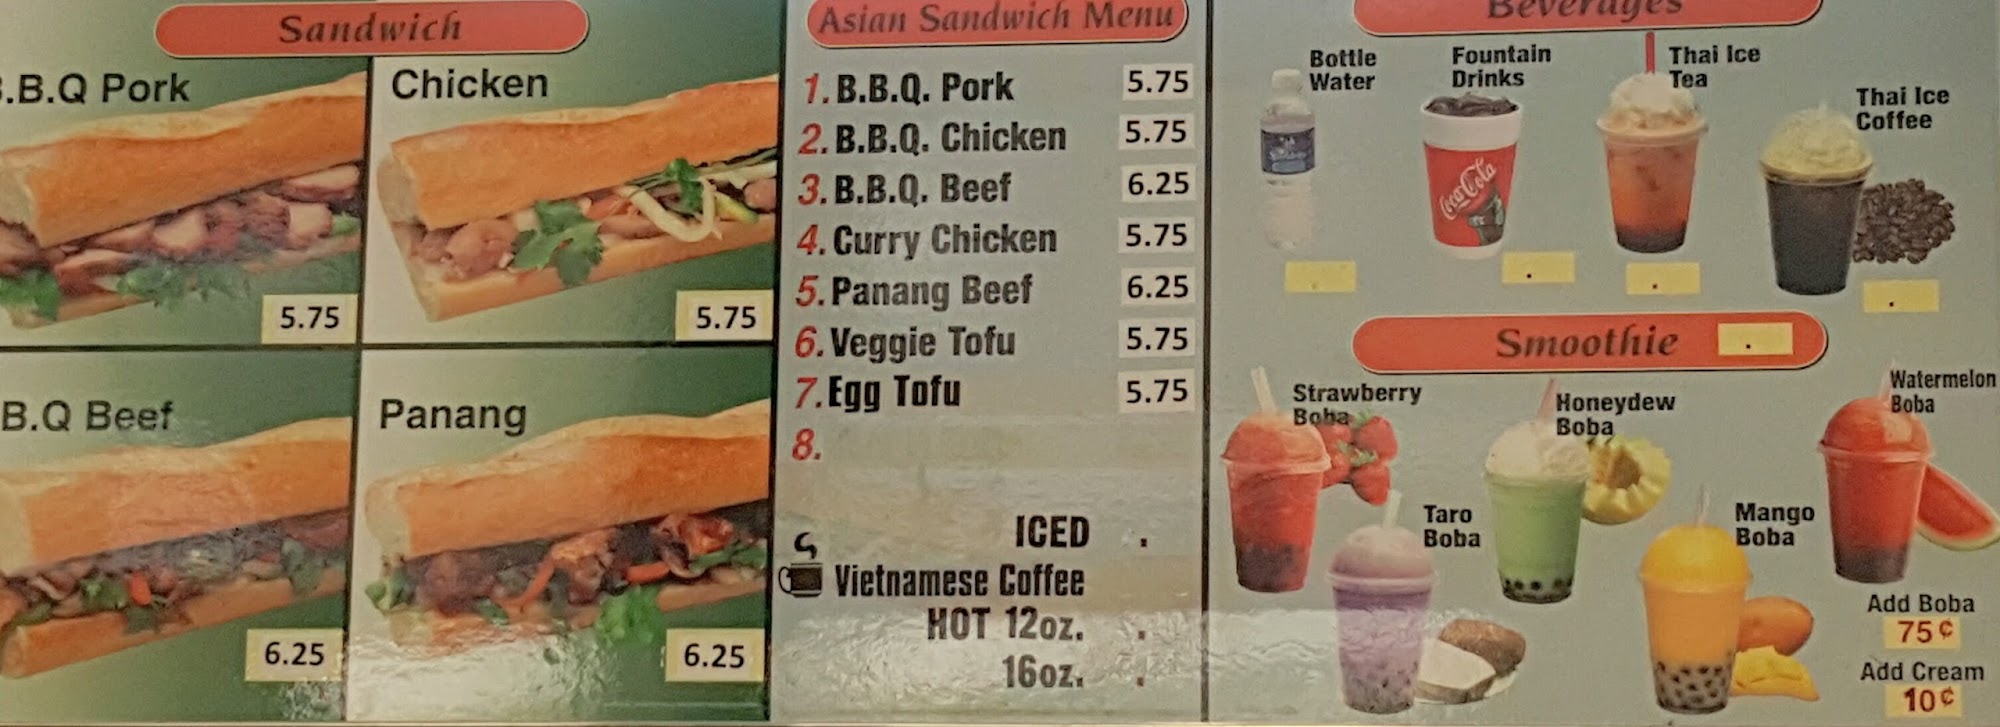 Sandwich
B.B.Q Pork
5.75
Chicken
5.75
B.Q Beef
6.25
Panang
6.25
Asian Sandwich Menu
1. B.B.Q. Pork 5.75
2. B.B.Q. Chicken 5.75
3. B.B.Q. Beef 6.25
4. Curry Chicken 5.75
5. Panang Beef 6.25
6. Veggie Tofu 5.75
7. Egg Tofu 5.75
8.
ICED .
Vietnamese Coffee
HOT 12oz. .
16oz. .
Beverages
Bottle
Water
Fountain
Drinks
Coca-Cola
.
Thai Ice
Tea
.
Thai Ice
Coffee
.
Smoothie .
Strawberry
Boba
Honeydew
Boba
Watermelon
Boba
Taro
Boba
Mango
Boba
Add Boba
75¢
Add Cream
10¢